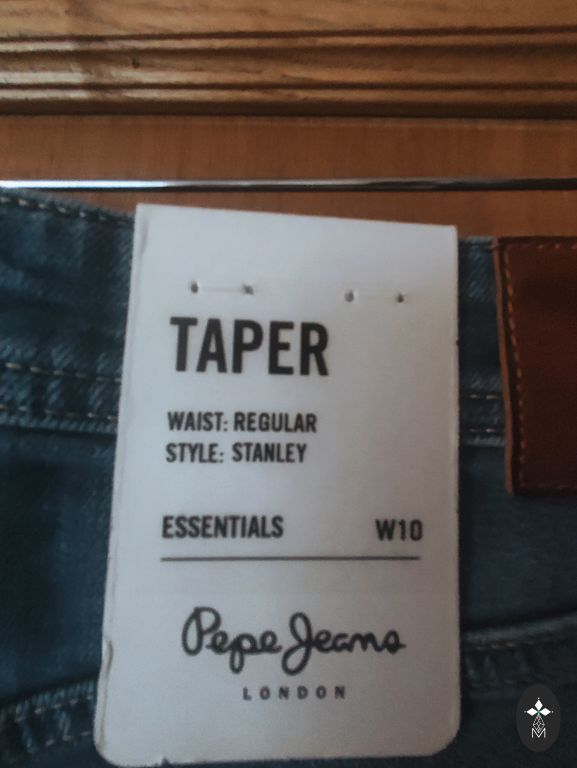 TAPER
WAIST: REGULAR
STYLE: STANLEY
ESSENTIALS W10
Pepe Jeans
LONDON
M